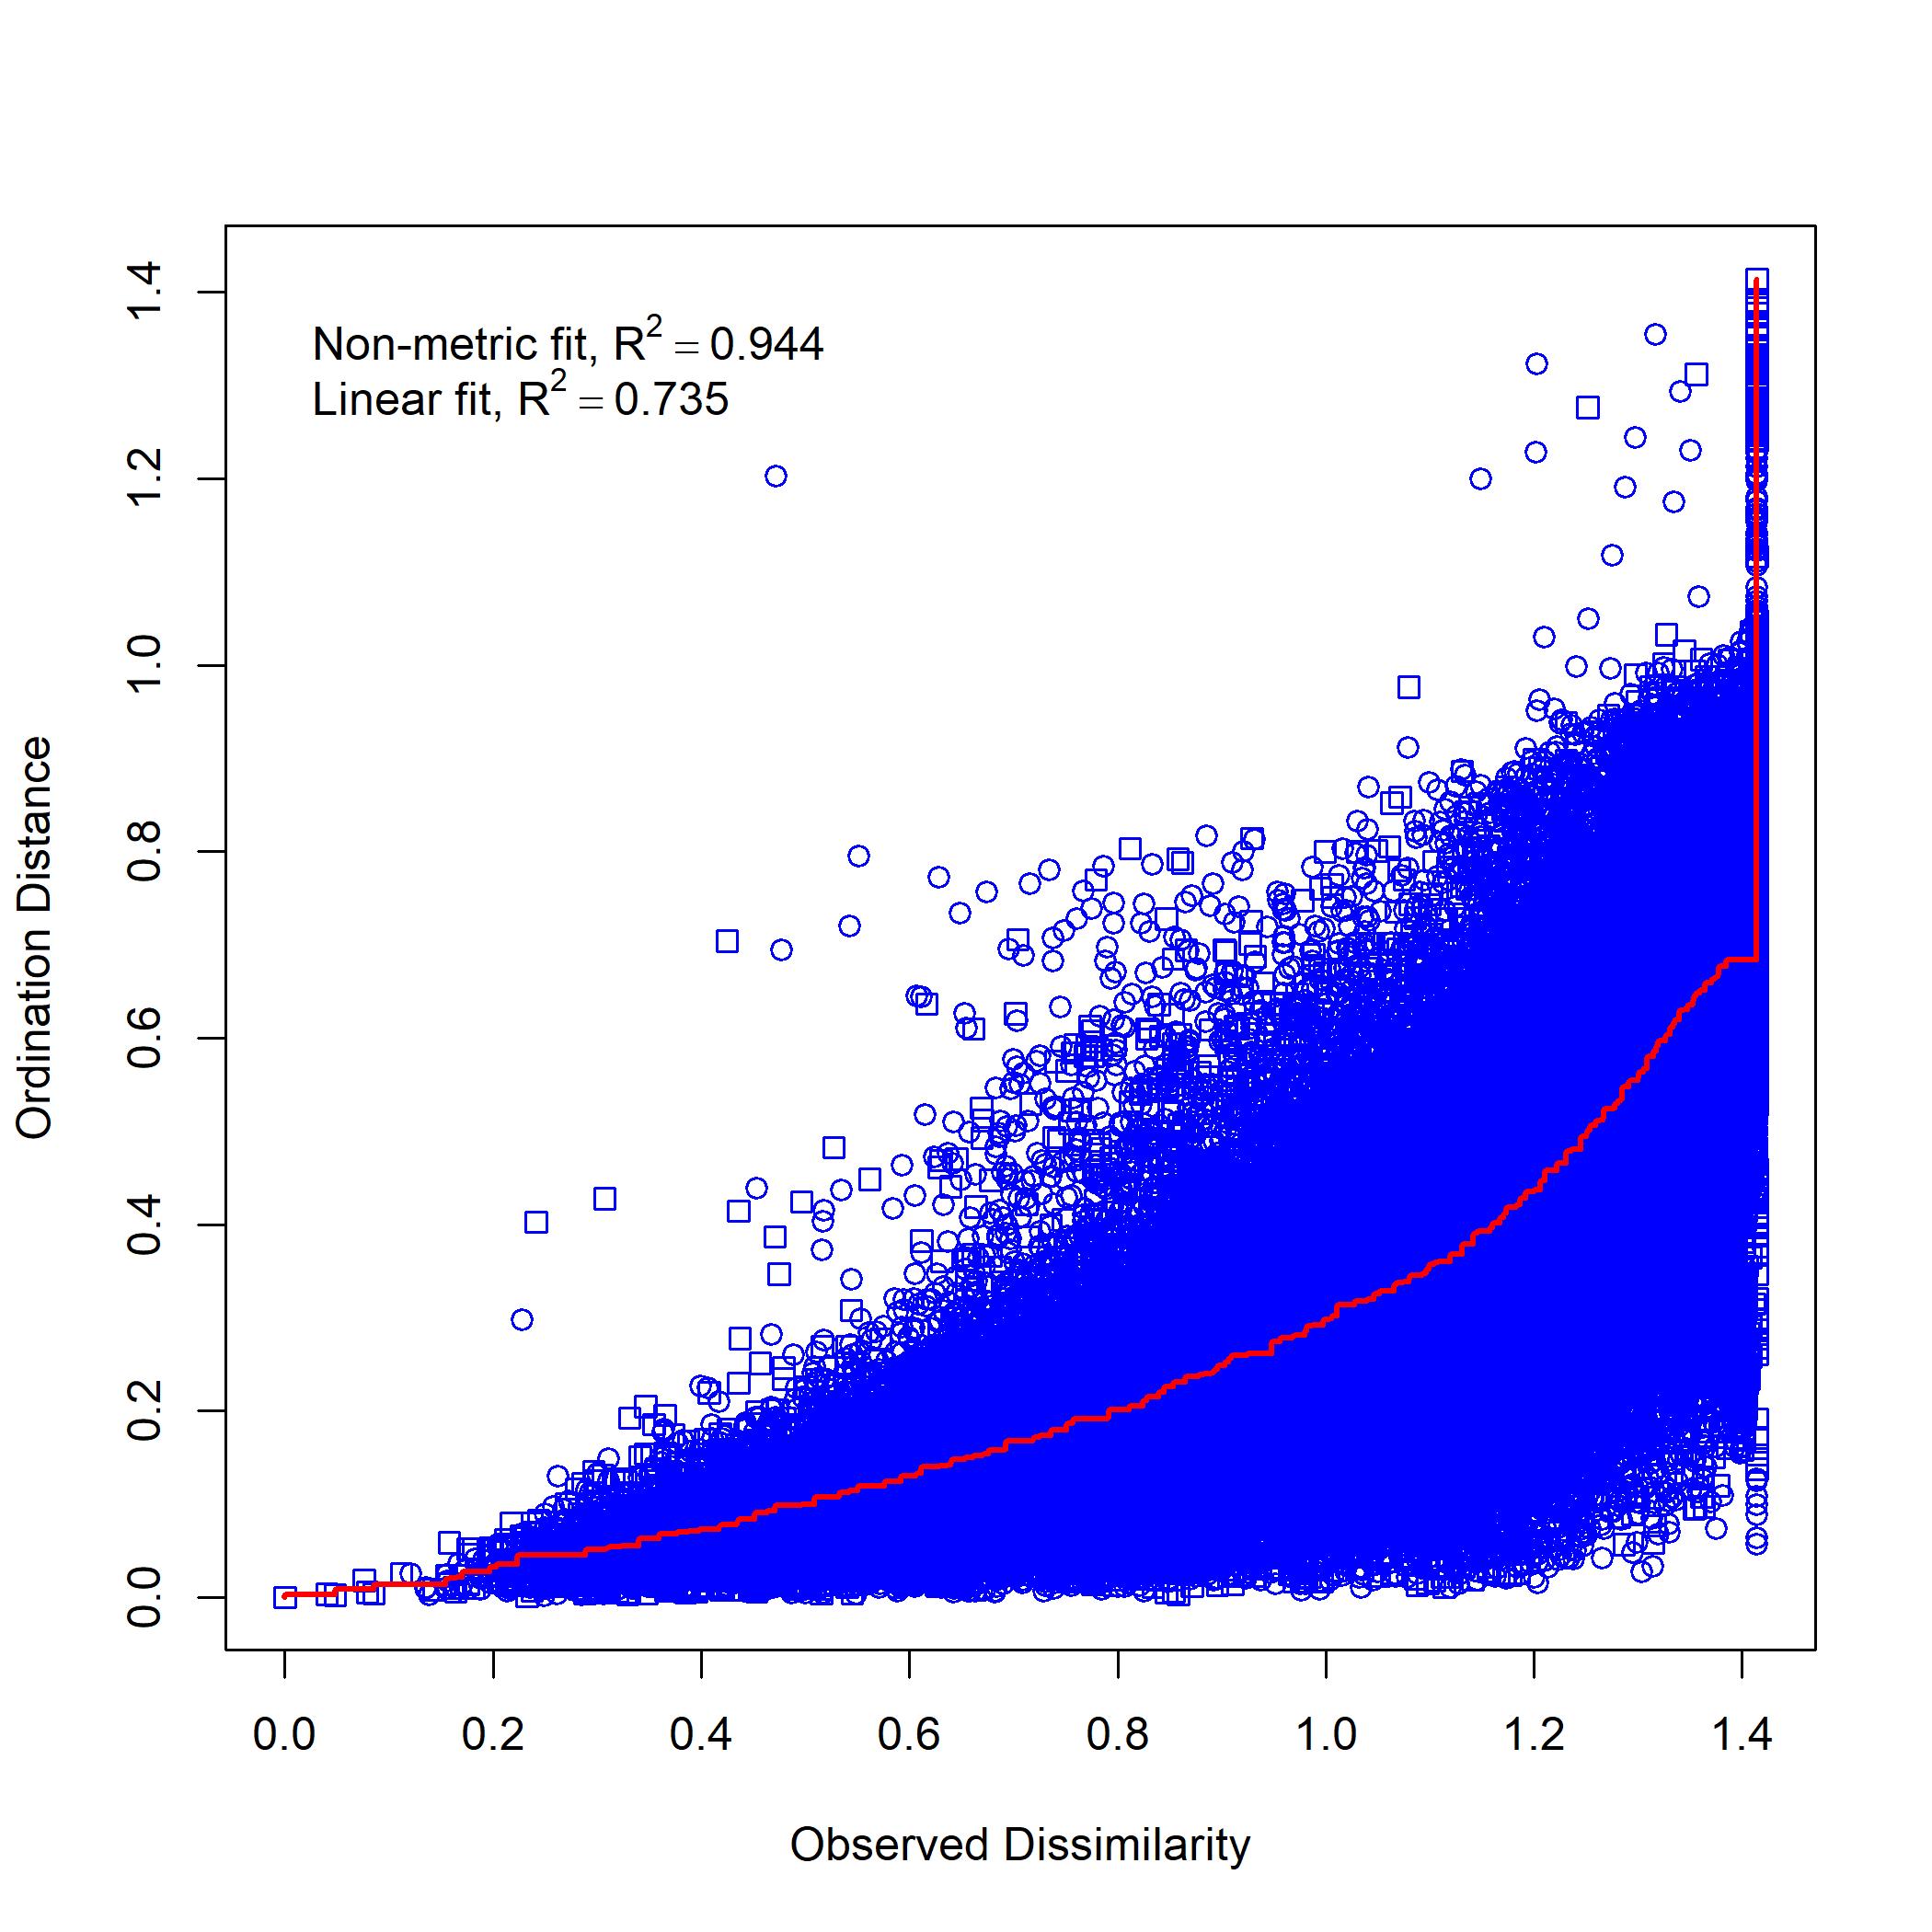 Non-metric fit, R² = 0.944
Linear fit, R² = 0.735
Ordination Distance
0.0 0.2 0.4 0.6 0.8 1.0 1.2 1.4
0.0 0.2 0.4 0.6 0.8 1.0 1.2 1.4
Observed Dissimilarity